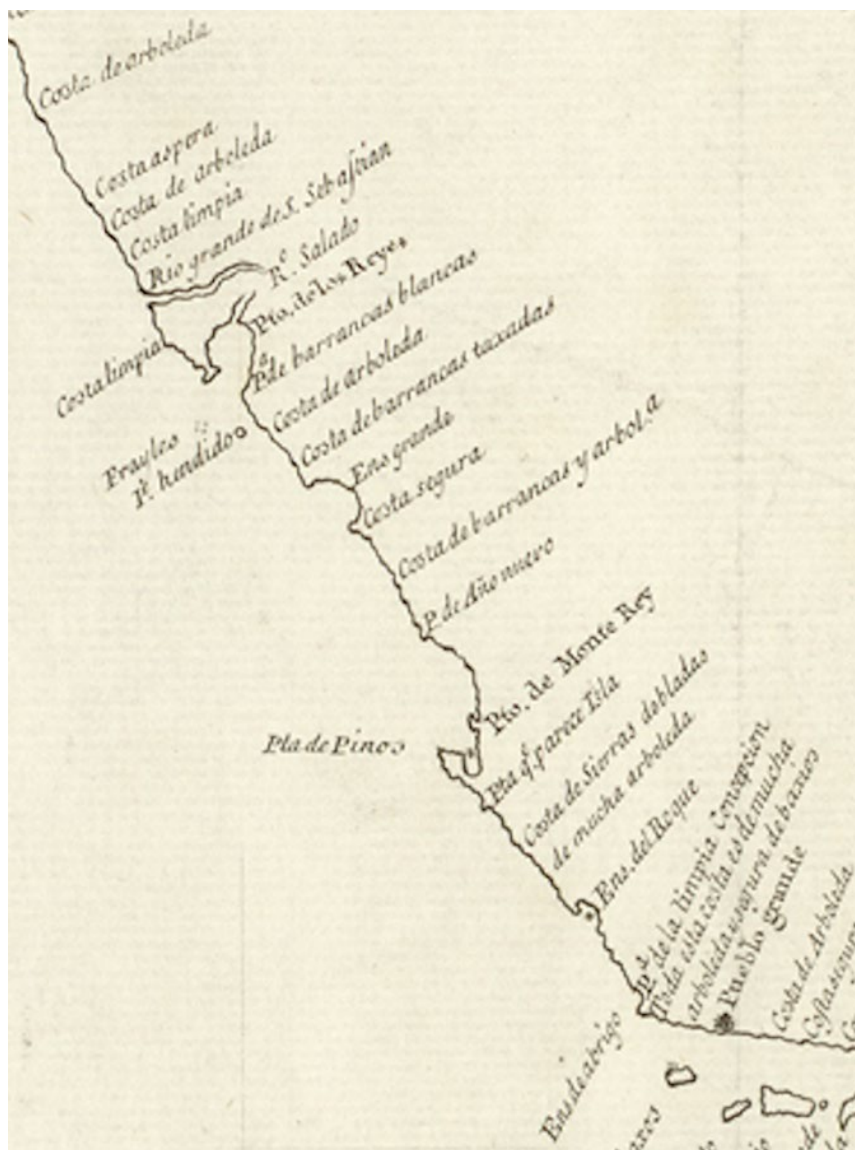 Costa de arboleda
Costa aspera
Costa de arboleda
Costa limpia
Rio grande de S. Sebastian
R.º Salado
Pto. de los Reyes
P.ª de barrancas blancas
Costa limpia
Costa de arboleda
Costa de barrancas taxadas
Frayles
P.º hendido
Ens grande
Costa segura
Costa de barrancas y arbol.a
P. de Año nuevo
Pto. de Monte Rey
Pta de Pinos
Pta q.º parece Isla
Costa de Sierras dobladas
de mucha arboleda
Ens. del Roque
P.ª de la limpia Concepcion
Toda esta costa es de mucha
arboleda y segura de baxios
Pueblo grande
Costa de Arboleda
Costa segura
Ens de abrigo